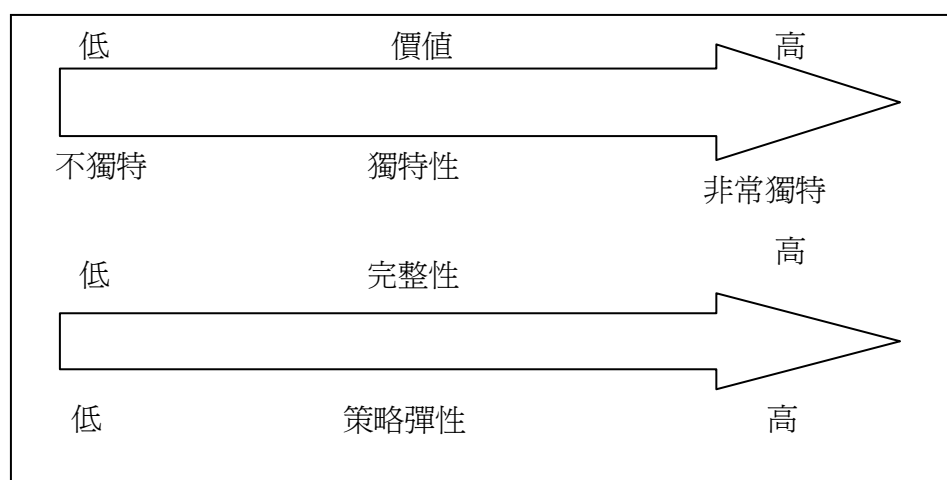 低 價值 高
不獨特 獨特性
非常獨特
高
低 完整性
低 策略彈性 高